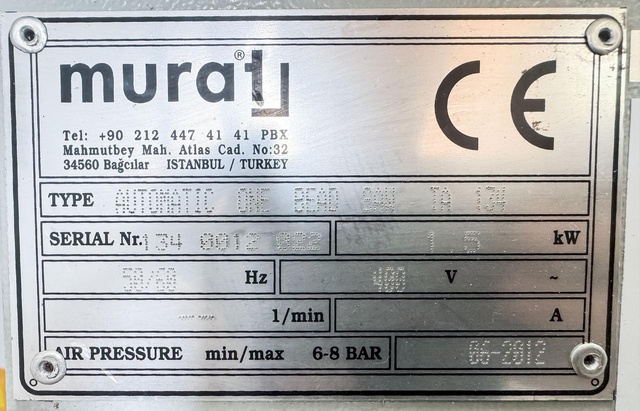 murat ®
CE
Tel: +90 212 447 41 41 PBX
Mahmutbey Mah. Atlas Cad. No:32
34560 Bağcılar ISTANBUL / TURKEY
TYPE AUTOMATIC ONE HEAD SAW TA 134
SERIAL Nr. 134 0012 022 1 5 kW
50/60 Hz 400 V ~
1/min A
AIR PRESSURE min/max 6-8 BAR 06-2012